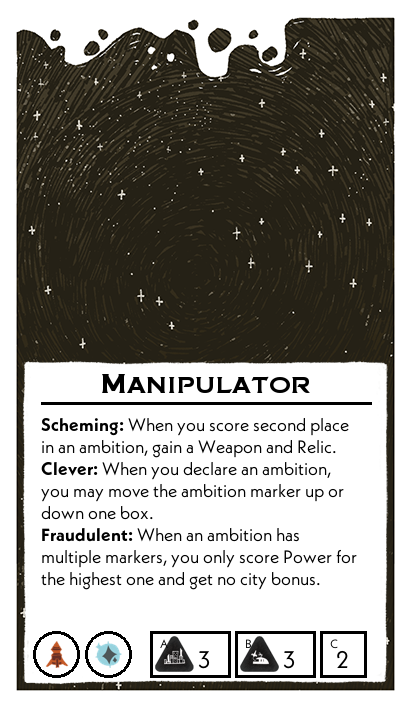 MANIPULATOR
Scheming: When you score second place
in an ambition, gain a Weapon and Relic.
Clever: When you declare an ambition,
you may move the ambition marker up or
down one box.
Fraudulent: When an ambition has
multiple markers, you only score Power for
the highest one and get no city bonus.
A 3 B 3 C 2